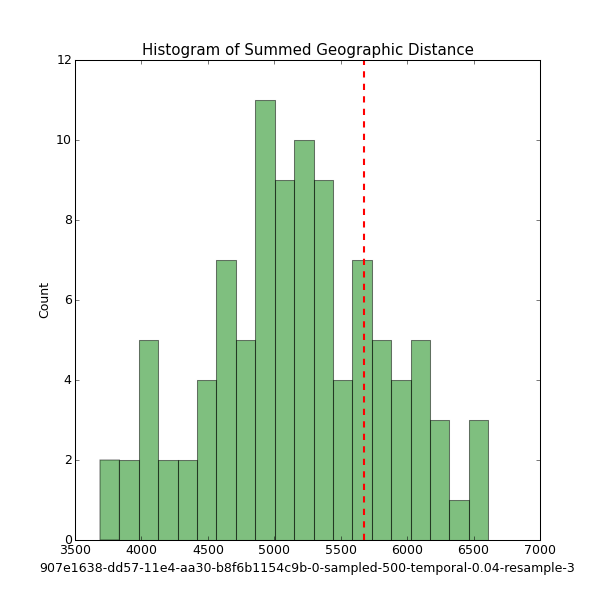 Histogram of Summed Geographic Distance
12
10
8
6
4
2
0
Count
3500 4000 4500 5000 5500 6000 6500 7000
907e1638-dd57-11e4-aa30-b8f6b1154c9b-0-sampled-500-temporal-0.04-resample-3